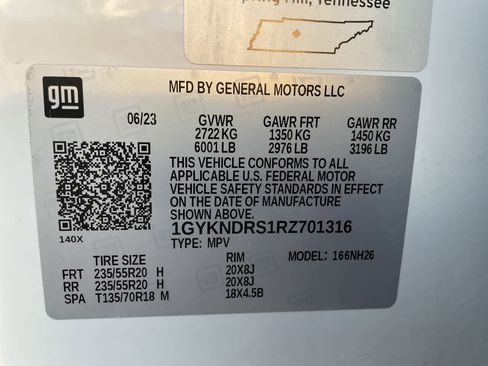 Spring Hill, Tennessee
gm
MFD BY GENERAL MOTORS LLC
06/23 GVWR GAWR FRT GAWR RR
2722 KG 1350 KG 1450 KG
6001 LB 2976 LB 3196 LB
THIS VEHICLE CONFORMS TO ALL
APPLICABLE U.S. FEDERAL MOTOR
VEHICLE SAFETY STANDARDS IN EFFECT
ON THE DATE OF MANUFACTURE
SHOWN ABOVE.
1GYKNDRS1RZ701316
140X TYPE: MPV
TIRE SIZE RIM MODEL: 166NH26
FRT 235/55R20 H 20X8J
RR 235/55R20 H 20X8J
SPA T135/70R18 M 18X4.5B